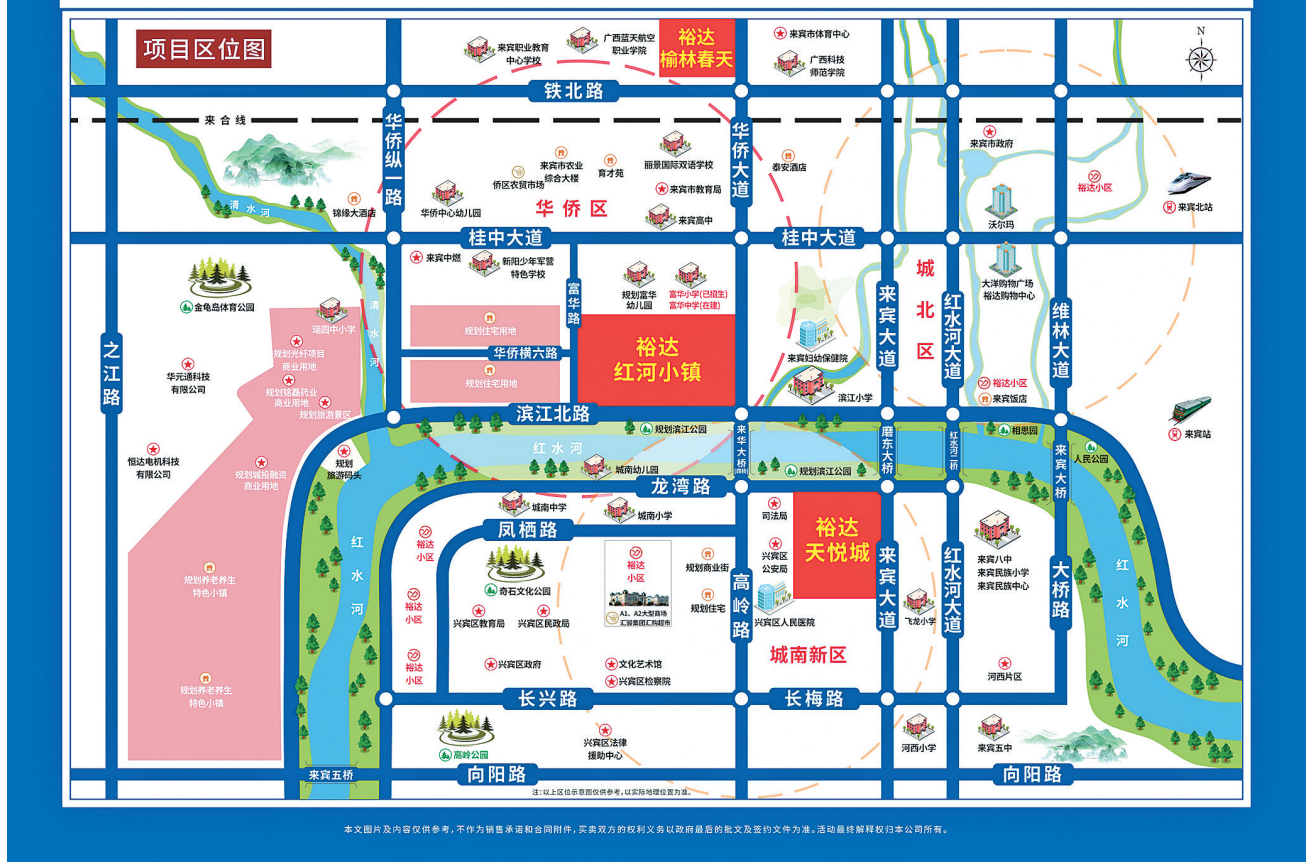 项目区位图
来宾职业教育
中心学校
广西蓝天航空
职业学院
裕达
榆林春天
来宾市体育中心
广西科技
师范学院
N
铁北路
来合线
华侨纵一路
华侨大道
来宾市农业
综合大楼
侨区农贸市场
育才苑
丽景国际双语学校
来宾市教育局
泰安酒店
来宾市政府
裕达小区
来宾北站
清水河
锦缘大酒店
华侨中心幼儿园
华侨区
来宾高中
沃尔玛
桂中大道
桂中大道
来宾中燃
新阳少年军营
特色学校
富华路
规划富华
幼儿园
富华小学(已招生)
富华中学(在建)
城北区
大洋购物广场
裕达购物中心
金龟岛体育公园
瑶园中小学
清水河
规划住宅用地
来宾大道
红水河大道
维林大道
之江路
规划光纤项目
商业用地
华侨横六路
裕达
红河小镇
来宾妇幼保健院
华元通科技
有限公司
规划铭磊药业
商业用地
规划住宅用地
滨江小学
裕达小区
来宾饭店
规划旅游景区
滨江北路
来宾站
规划滨江公园
来华大桥
磨东大桥
红水河二桥
相思园
来宾大桥
人民公园
恒达电机科技
有限公司
规划城投融资
商业用地
规划
旅游码头
红水河
城南幼儿园
规划滨江公园
龙湾路
城南中学
城南小学
司法局
裕达
天悦城
凤栖路
裕达
小区
红水河
奇石文化公园
裕达
小区
规划商业街
兴宾区
公安局
来宾八中
来宾民族小学
来宾民族中心
红水河
规划养老养生
特色小镇
裕达
小区
A1、A2大型商场
汇骏集团汇购超市
规划住宅
高岭路
来宾大道
红水河大道
大桥路
兴宾区教育局
兴宾区民政局
兴宾区人民医院
飞龙小学
裕达
小区
兴宾区政府
文化艺术馆
兴宾区检察院
城南新区
河西片区
规划养老养生
特色小镇
长兴路
长梅路
高岭公园
兴宾区法律
援助中心
河西小学
来宾五中
来宾五桥
向阳路
向阳路
注:以上区位示意图仅供参考,以实际地理位置为准。
本文图片及内容仅供参考,不作为销售承诺和合同附件,买卖双方的权利义务以政府最后的批文及签约文件为准。活动最终解释权归本公司所有。